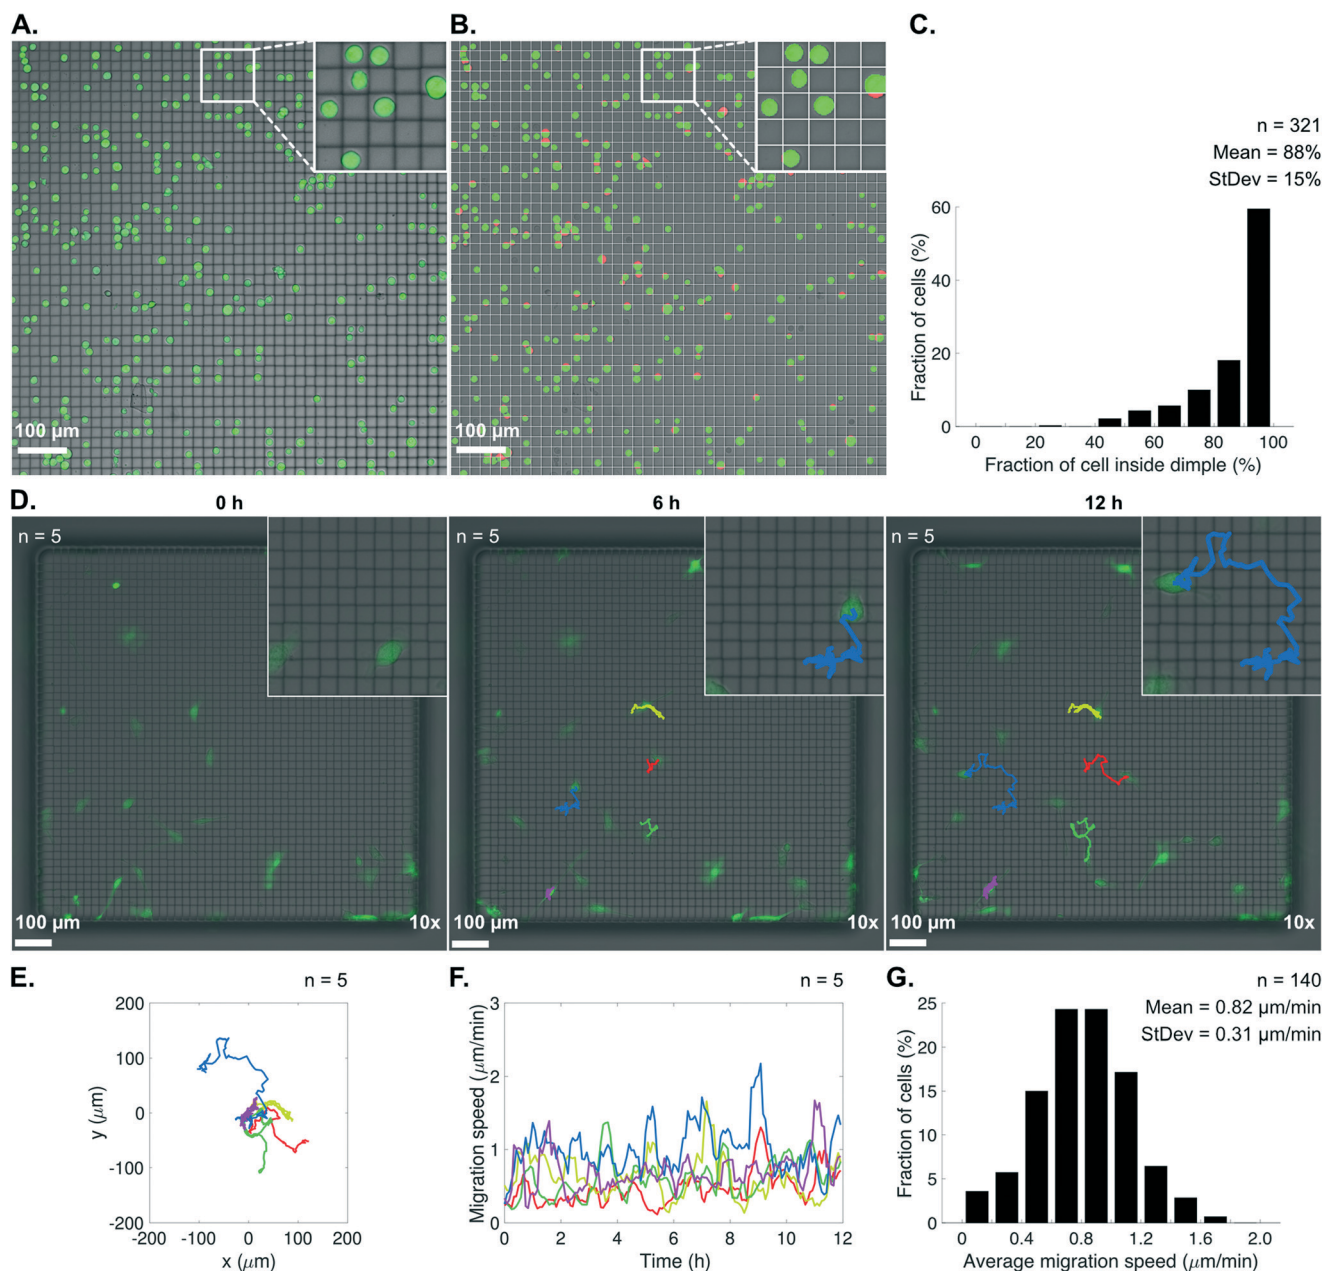 A.
B.
C.
100 µm
100 µm
n = 321
Mean = 88%
StDev = 15%
60
40
20
0
Fraction of cells (%)
0 20 40 60 80 100
Fraction of cell inside dimple (%)
D.
0 h
6 h
12 h
n = 5
n = 5
n = 5
100 µm
10x
100 µm
10x
100 µm
10x
E.
n = 5
200
100
0
-100
-200
y (µm)
-200 -100 0 100 200
x (µm)
F.
n = 5
3
2
1
0
Migration speed (µm/min)
0 2 4 6 8 10 12
Time (h)
G.
n = 140
Mean = 0.82 µm/min
StDev = 0.31 µm/min
25
20
15
10
5
0
Fraction of cells (%)
0 0.4 0.8 1.2 1.6 2.0
Average migration speed (µm/min)